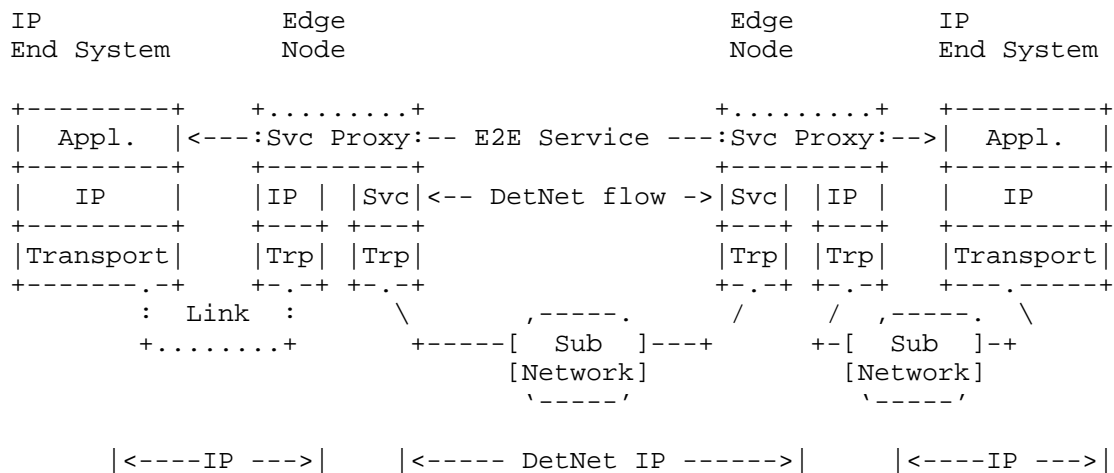 IP               Edge                          Edge         IP
End System       Node                          Node         End System

+---------+    +.........+                +.........+   +---------+
|  Appl.  |<---:Svc Proxy:-- E2E Service ---:Svc Proxy:-->|  Appl.  |
+---------+    +---------+                +---------+   +---------+
|   IP    |    |IP | |Svc|<-- DetNet flow ->|Svc| |IP |   |   IP    |
+---------+    +---+ +---+                +---+ +---+   +---------+
|Transport|    |Trp| |Trp|                |Trp| |Trp|   |Transport|
+-------.-+    +-.-+ +-.-+                +-.-+ +-.-+   +---.-----+
        :  Link  :      \      ,-----.      /     /  ,-----.  \
        +........+       +-----[  Sub  ]---+    +-[  Sub  ]-+
                               [Network]          [Network]
                                ‘-----’            ‘-----’

      |<----IP --->|    |<----- DetNet IP ------>|    |<----IP --->|